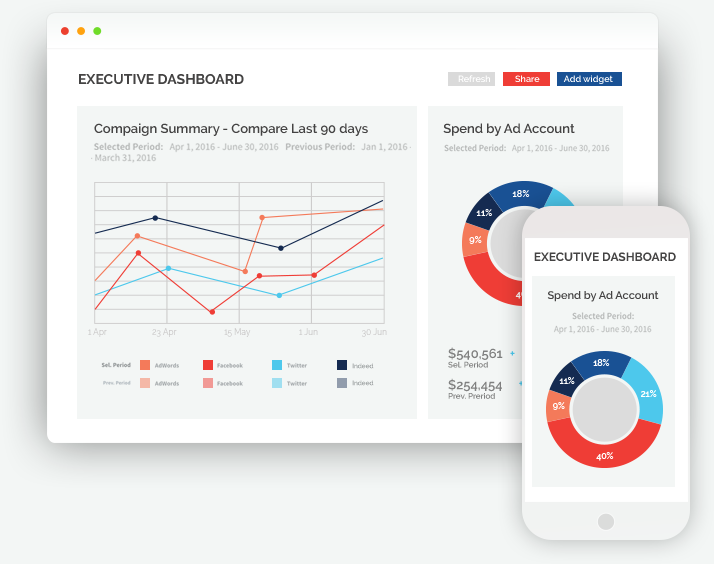 EXECUTIVE DASHBOARD
Refresh
Share
Add widget
Compaign Summary - Compare Last 90 days
Selected Period: Apr 1, 2016 - June 30, 2016 Previous Period: Jan 1, 2016 -
- March 31, 2016
1 Apr
23 Apr
15 May
1 Jun
30 Jun
Sel. Period
AdWords
Facebook
Twitter
Indeed
Prev. Period
AdWords
Facebook
Twitter
Indeed
Spend by Ad Account
Selected Period: Apr 1, 2016 - June 30, 2016
18%
11%
9%
4
$540,561 +
Sel. Period
$254,454
Prev. Preriod
EXECUTIVE DASHBOARD
Spend by Ad Account
Selected Period:
Apr 1, 2016 - June 30, 2016
18%
11%
21%
9%
40%